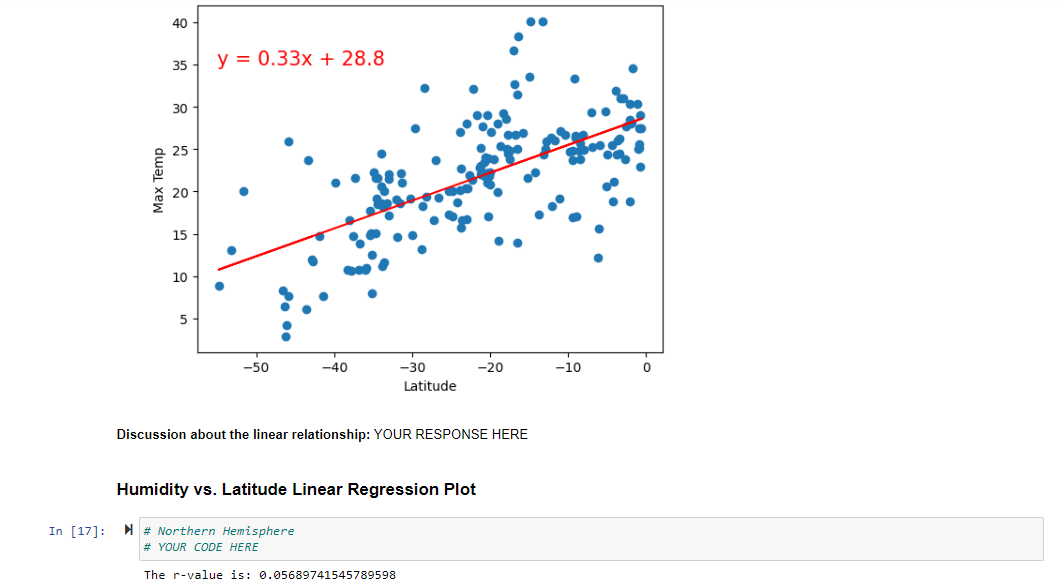 40
35
30
25
20
15
10
5
Max Temp
y = 0.33x + 28.8
−50 −40 −30 −20 −10 0
Latitude
Discussion about the linear relationship: YOUR RESPONSE HERE
Humidity vs. Latitude Linear Regression Plot
In [17]: # Northern Hemisphere
# YOUR CODE HERE
The r-value is: 0.05689741545789598